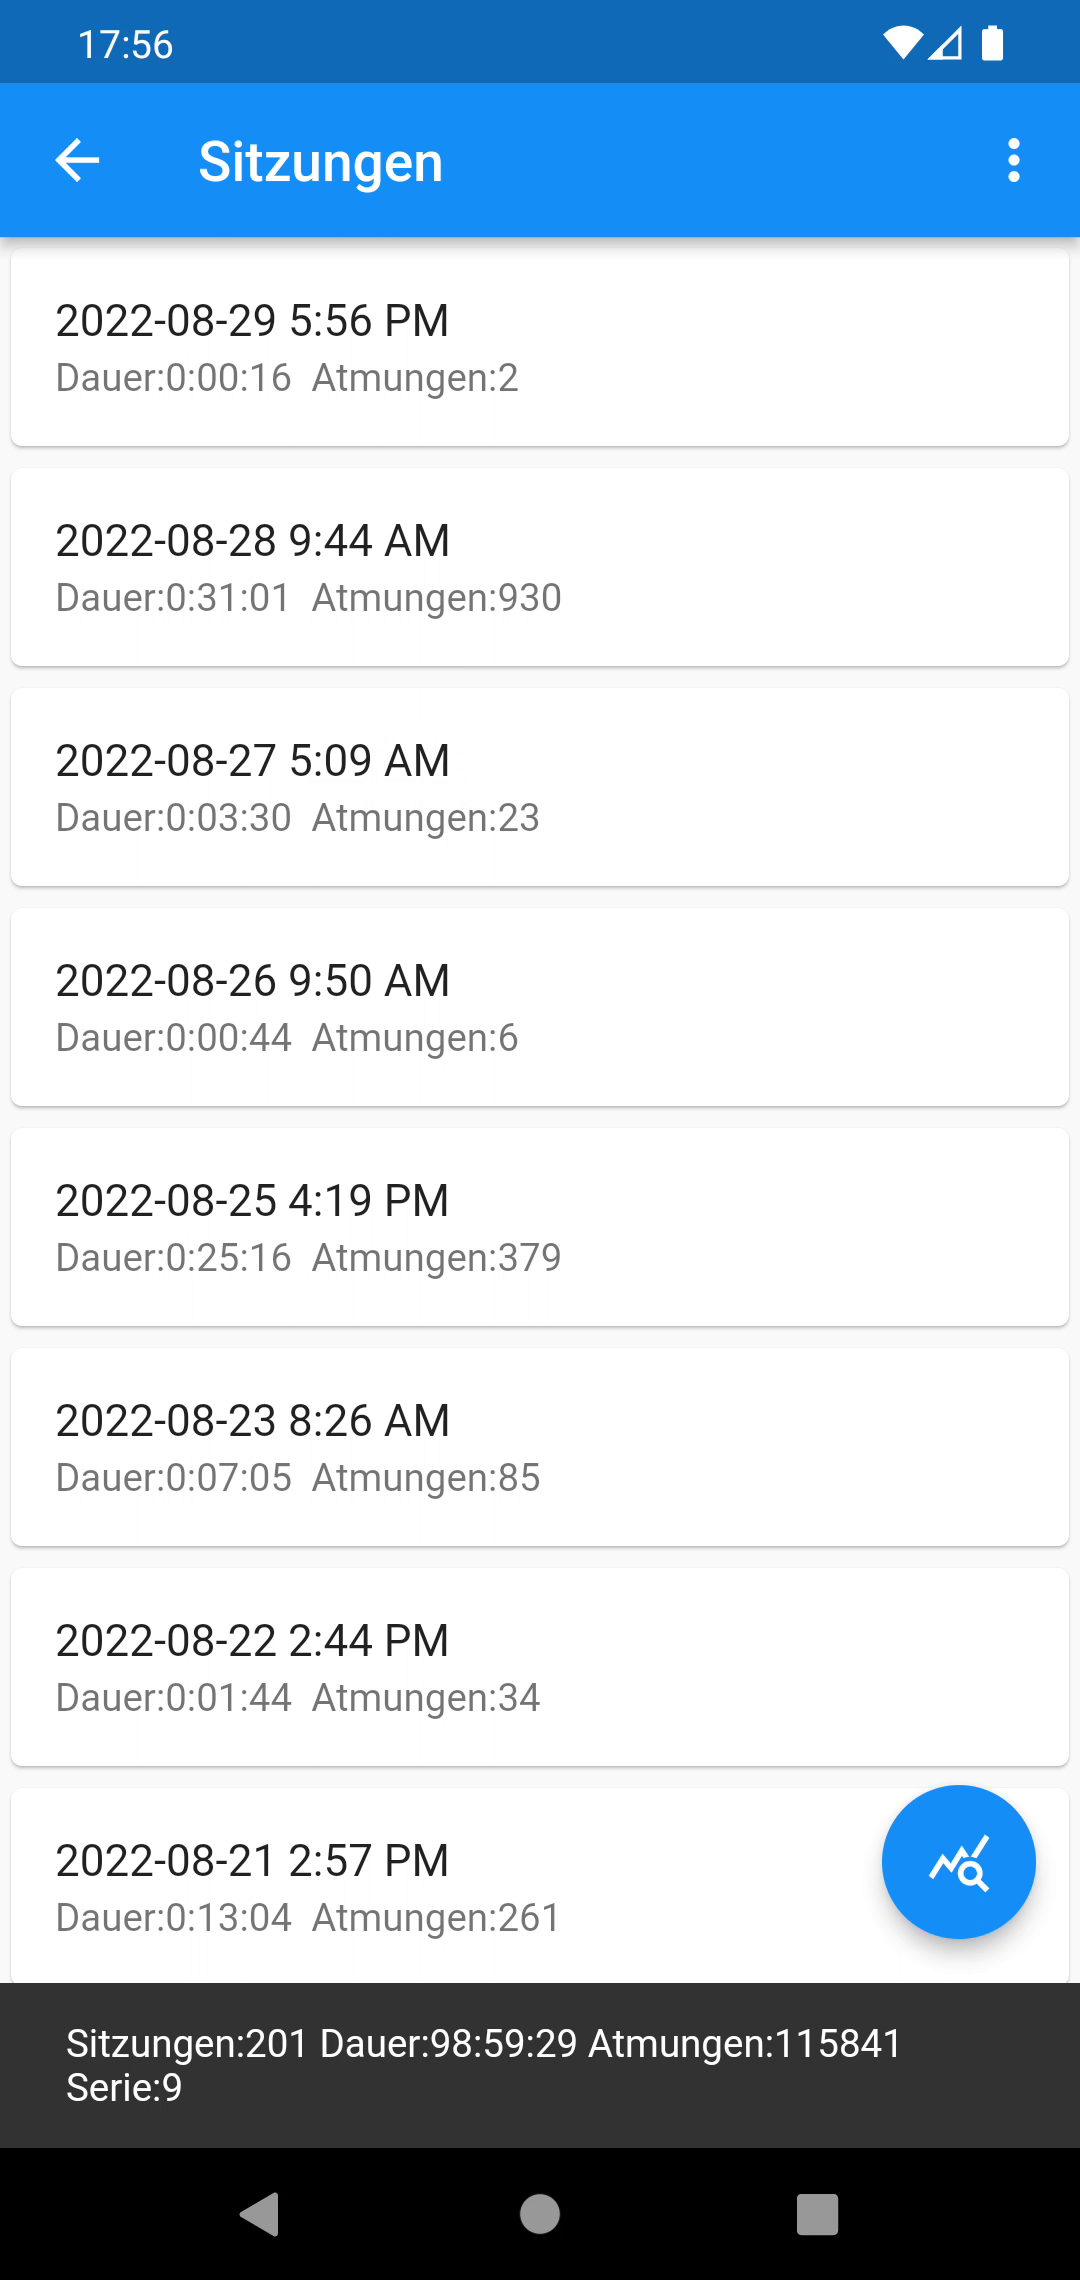 17:56
Sitzungen
2022-08-29 5:56 PM
Dauer:0:00:16  Atmungen:2
2022-08-28 9:44 AM
Dauer:0:31:01  Atmungen:930
2022-08-27 5:09 AM
Dauer:0:03:30  Atmungen:23
2022-08-26 9:50 AM
Dauer:0:00:44  Atmungen:6
2022-08-25 4:19 PM
Dauer:0:25:16  Atmungen:379
2022-08-23 8:26 AM
Dauer:0:07:05  Atmungen:85
2022-08-22 2:44 PM
Dauer:0:01:44  Atmungen:34
2022-08-21 2:57 PM
Dauer:0:13:04  Atmungen:261
Sitzungen:201 Dauer:98:59:29 Atmungen:115841
Serie:9